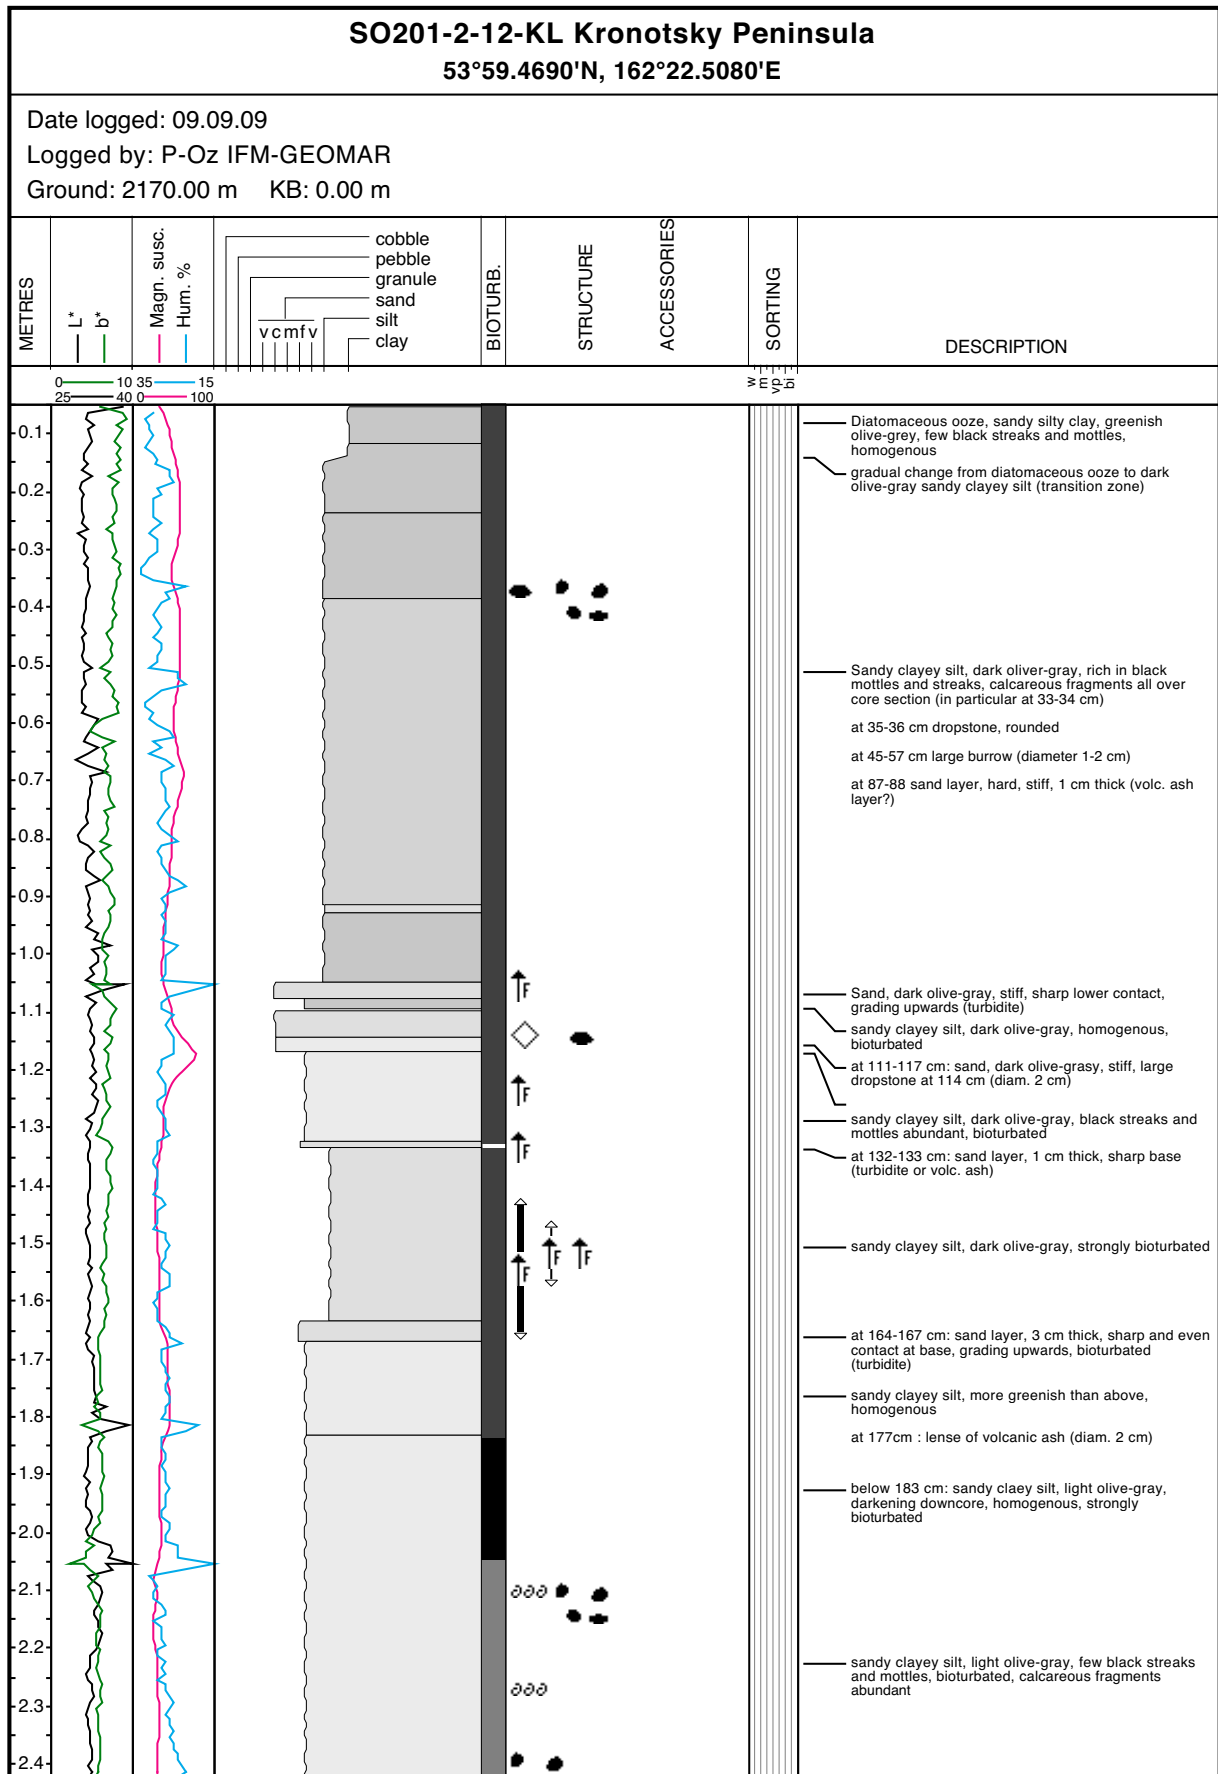 SO201-2-12-KL Kronotsky Peninsula
53°59.4690'N, 162°22.5080'E
Date logged: 09.09.09
Logged by: P-Oz IFM-GEOMAR
Ground: 2170.00 m KB: 0.00 m
METRES
L*
b*
Magn. susc.
Hum. %
cobble
pebble
granule
sand
v c m f v
silt
clay
BIOTURB.
STRUCTURE
ACCESSORIES
SORTING
DESCRIPTION
0 10 35 15
25 40 0 100
w
m
vp
bi
0.1
Diatomaceous ooze, sandy silty clay, greenish
olive-grey, few black streaks and mottles,
homogenous
gradual change from diatomaceous ooze to dark
olive-gray sandy clayey silt (transition zone)
0.2
0.3
0.4
0.5
Sandy clayey silt, dark oliver-gray, rich in black
mottles and streaks, calcareous fragments all over
core section (in particular at 33-34 cm)
at 35-36 cm dropstone, rounded
0.6
at 45-57 cm large burrow (diameter 1-2 cm)
0.7
at 87-88 sand layer, hard, stiff, 1 cm thick (volc. ash
layer?)
0.8
0.9
1.0
F
Sand, dark olive-gray, stiff, sharp lower contact,
grading upwards (turbidite)
1.1
sandy clayey silt, dark olive-gray, homogenous,
bioturbated
at 111-117 cm: sand, dark olive-grasy, stiff, large
dropstone at 114 cm (diam. 2 cm)
1.2
F
sandy clayey silt, dark olive-gray, black streaks and
mottles abundant, bioturbated
1.3
F
at 132-133 cm: sand layer, 1 cm thick, sharp base
(turbidite or volc. ash)
1.4
1.5
F F
F
sandy clayey silt, dark olive-gray, strongly bioturbated
1.6
at 164-167 cm: sand layer, 3 cm thick, sharp and even
contact at base, grading upwards, bioturbated
(turbidite)
1.7
sandy clayey silt, more greenish than above,
homogenous
1.8
at 177cm : lense of volcanic ash (diam. 2 cm)
1.9
below 183 cm: sandy claey silt, light olive-gray,
darkening downcore, homogenous, strongly
bioturbated
2.0
2.1
2.2
sandy clayey silt, light olive-gray, few black streaks
and mottles, bioturbated, calcareous fragments
abundant
2.3
2.4